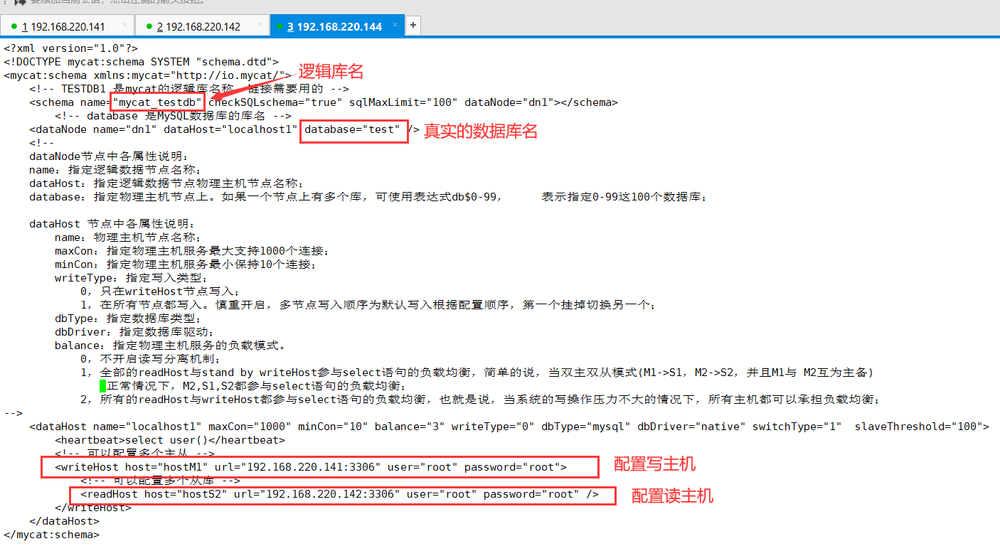 要添加当前会话，点击左侧的箭头按钮。
1 192.168.220.141 × 2 192.168.220.142 × 3 192.168.220.144 × +
<?xml version="1.0"?>
<!DOCTYPE mycat:schema SYSTEM "schema.dtd">
<mycat:schema xmlns:mycat="http://io.mycat/"> 逻辑库名
<!-- TESTDB1 是mycat的逻辑库名称，链接需要用的 -->
<schema name="mycat_testdb" checkSQLschema="true" sqlMaxLimit="100" dataNode="dn1"></schema>
<!-- database 是MySQL数据库的库名 -->
<dataNode name="dn1" dataHost="localhost1" database="test" /> 真实的数据库名
<!--
dataNode节点中各属性说明：
name：指定逻辑数据节点名称；
dataHost：指定逻辑数据节点物理主机节点名称；
database：指定物理主机节点上。如果一个节点上有多个库，可使用表达式db$0-99，     表示指定0-99这100个数据库；
dataHost 节点中各属性说明：
name：物理主机节点名称；
maxCon：指定物理主机服务最大支持1000个连接；
minCon：指定物理主机服务最小保持10个连接；
writeType：指定写入类型；
0，只在writeHost节点写入；
1，在所有节点都写入。慎重开启，多节点写入顺序为默认写入根据配置顺序，第一个挂掉切换另一个；
dbType：指定数据库类型；
dbDriver：指定数据库驱动；
balance：指定物理主机服务的负载模式。
0，不开启读写分离机制；
1，全部的readHost与stand by writeHost参与select语句的负载均衡，简单的说，当双主双从模式(M1->S1，M2->S2，并且M1与 M2互为主备)
正常情况下，M2,S1,S2都参与select语句的负载均衡；
2，所有的readHost与writeHost都参与select语句的负载均衡，也就是说，当系统的写操作压力不大的情况下，所有主机都可以承担负载均衡；
-->
<dataHost name="localhost1" maxCon="1000" minCon="10" balance="3" writeType="0" dbType="mysql" dbDriver="native" switchType="1"  slaveThreshold="100">
<heartbeat>select user()</heartbeat>
<!-- 可以配置多个主从 -->
<writeHost host="hostM1" url="192.168.220.141:3306" user="root" password="root"> 配置写主机
<!-- 可以配置多个从库 -->
<readHost host="hostS2" url="192.168.220.142:3306" user="root" password="root" /> 配置读主机
</writeHost>
</dataHost>
</mycat:schema>